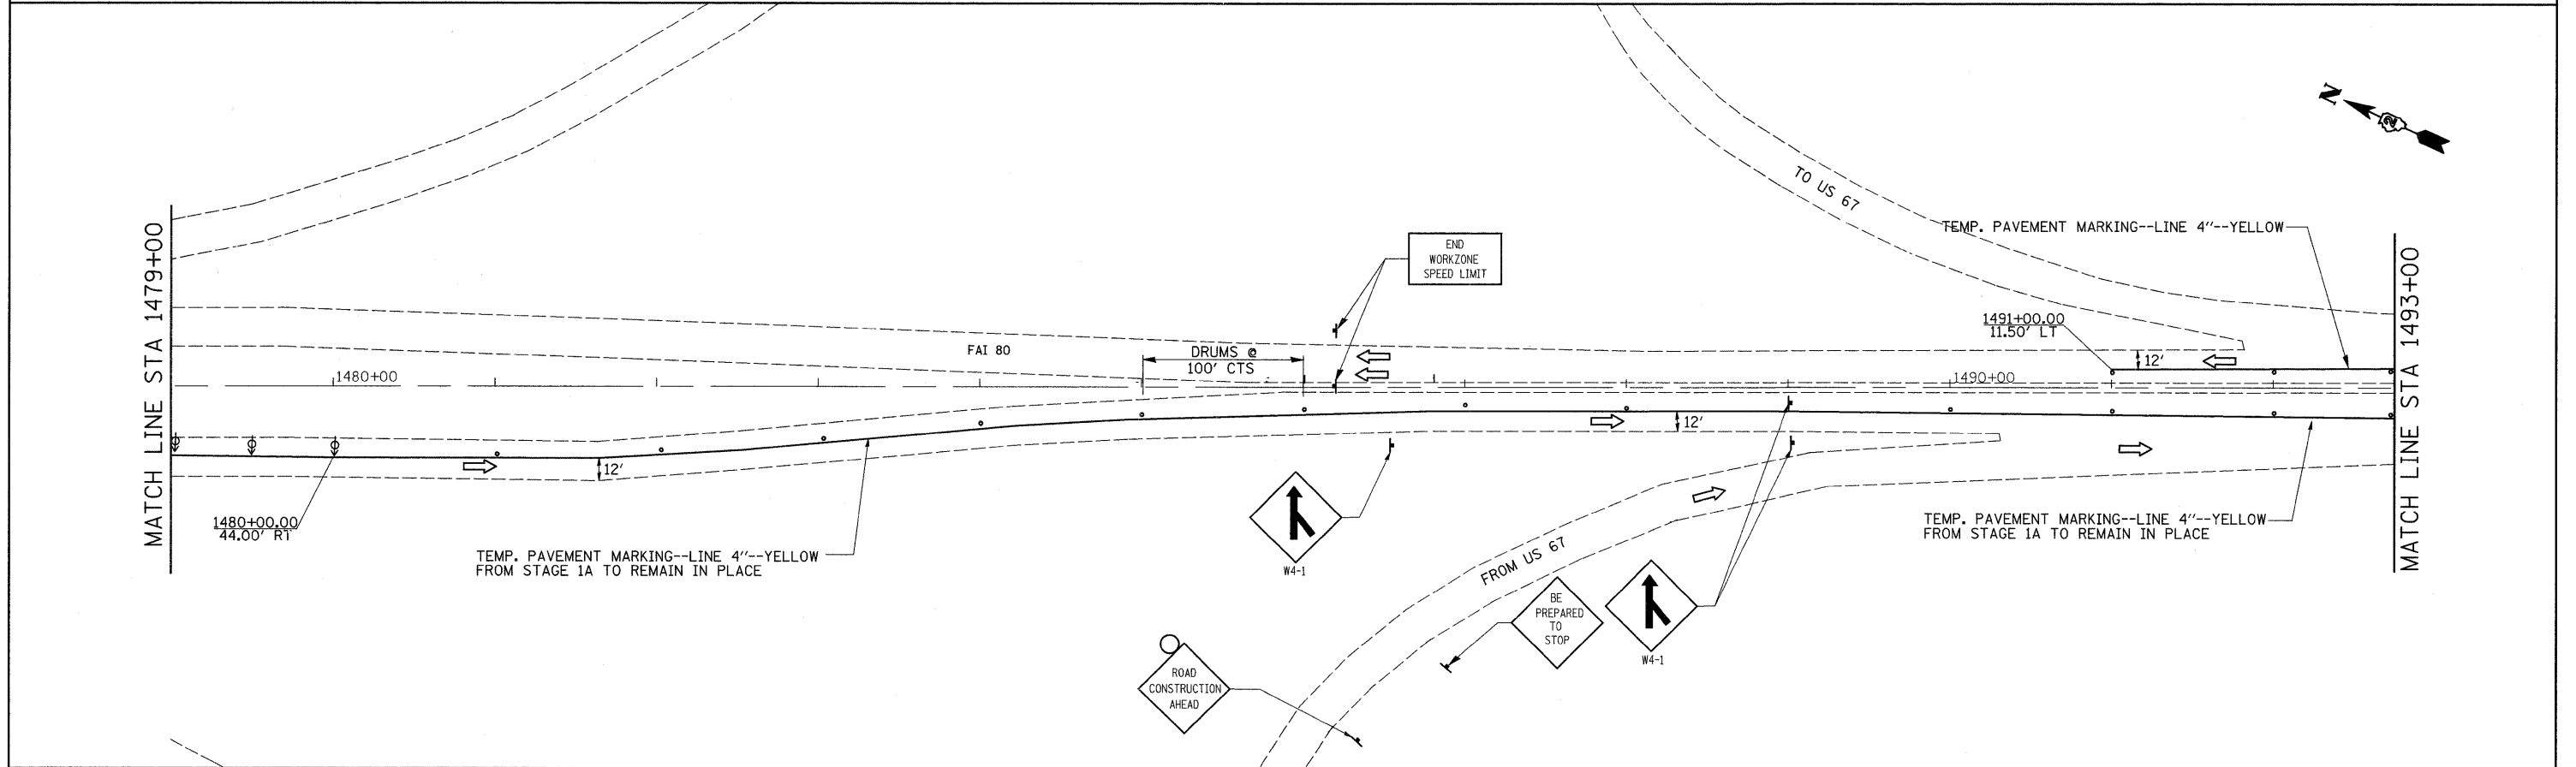 N
2
TO US 67
TEMP. PAVEMENT MARKING--LINE 4"--YELLOW
MATCH LINE STA 1479+00
END
WORKZONE
SPEED LIMIT
MATCH LINE STA 1493+00
1491+00.00
11.50' LT
FAI 80
DRUMS @
100' CTS
12'
1480+00
1490+00
12'
12'
1480+00.00
44.00' RT
TEMP. PAVEMENT MARKING--LINE 4"--YELLOW
FROM STAGE 1A TO REMAIN IN PLACE
W4-1
TEMP. PAVEMENT MARKING--LINE 4"--YELLOW
FROM STAGE 1A TO REMAIN IN PLACE
FROM US 67
BE
PREPARED
TO
STOP
W4-1
ROAD
CONSTRUCTION
AHEAD